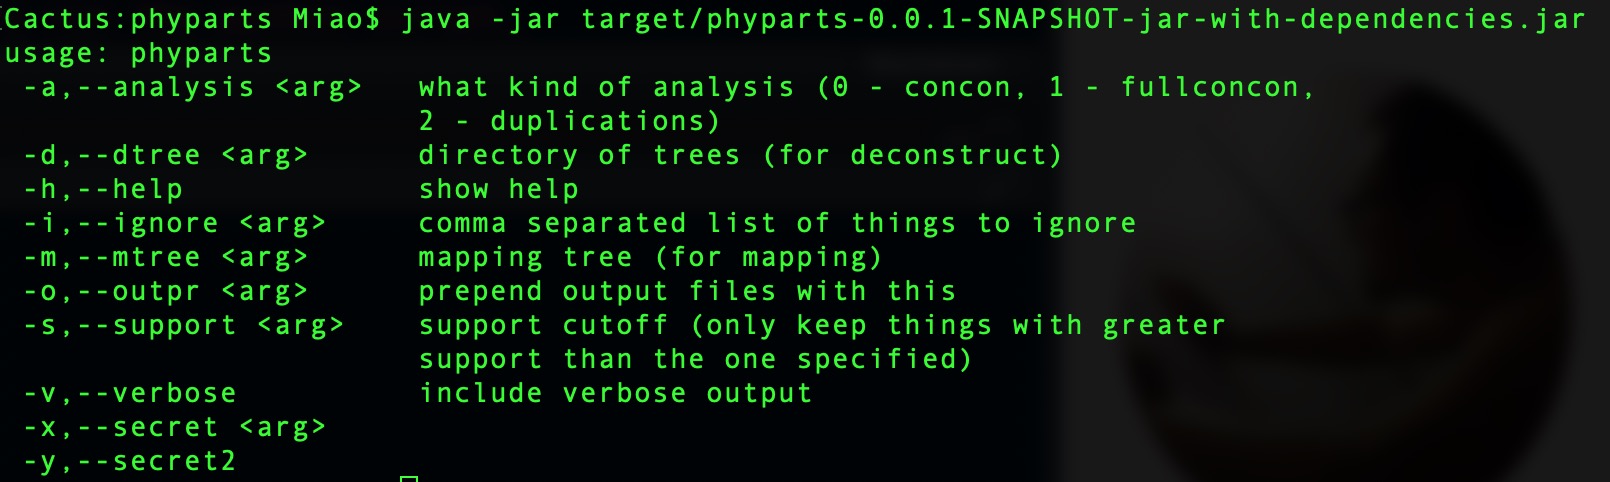 Cactus:phyparts Miao$ java -jar target/phyparts-0.0.1-SNAPSHOT-jar-with-dependencies.jar
usage: phyparts
-a,--analysis <arg> what kind of analysis (0 - concon, 1 - fullconcon,
2 - duplications)
-d,--dtree <arg> directory of trees (for deconstruct)
-h,--help show help
-i,--ignore <arg> comma separated list of things to ignore
-m,--mtree <arg> mapping tree (for mapping)
-o,--outpr <arg> prepend output files with this
-s,--support <arg> support cutoff (only keep things with greater
support than the one specified)
-v,--verbose include verbose output
-x,--secret <arg>
-y,--secret2